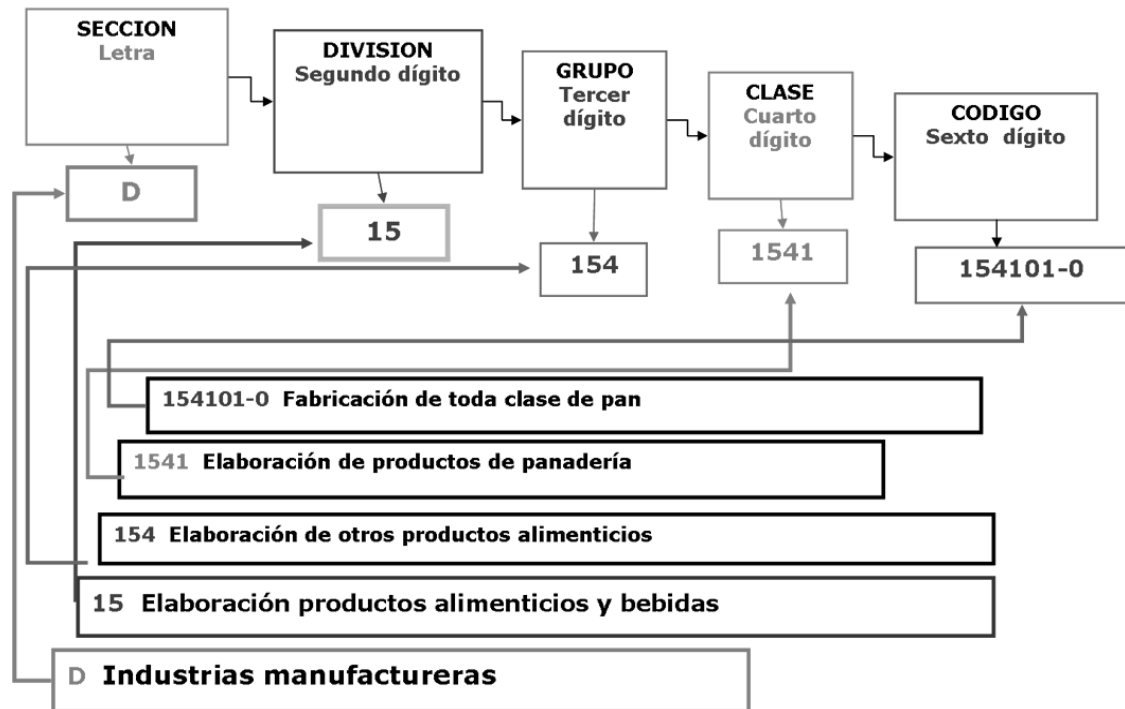 SECCION
Letra
DIVISION
Segundo dígito
GRUPO
Tercer
dígito
CLASE
Cuarto
dígito
CODIGO
Sexto dígito
D
15
154
1541
154101-0
154101-0 Fabricación de toda clase de pan
1541 Elaboración de productos de panadería
154 Elaboración de otros productos alimenticios
15 Elaboración productos alimenticios y bebidas
D Industrias manufactureras